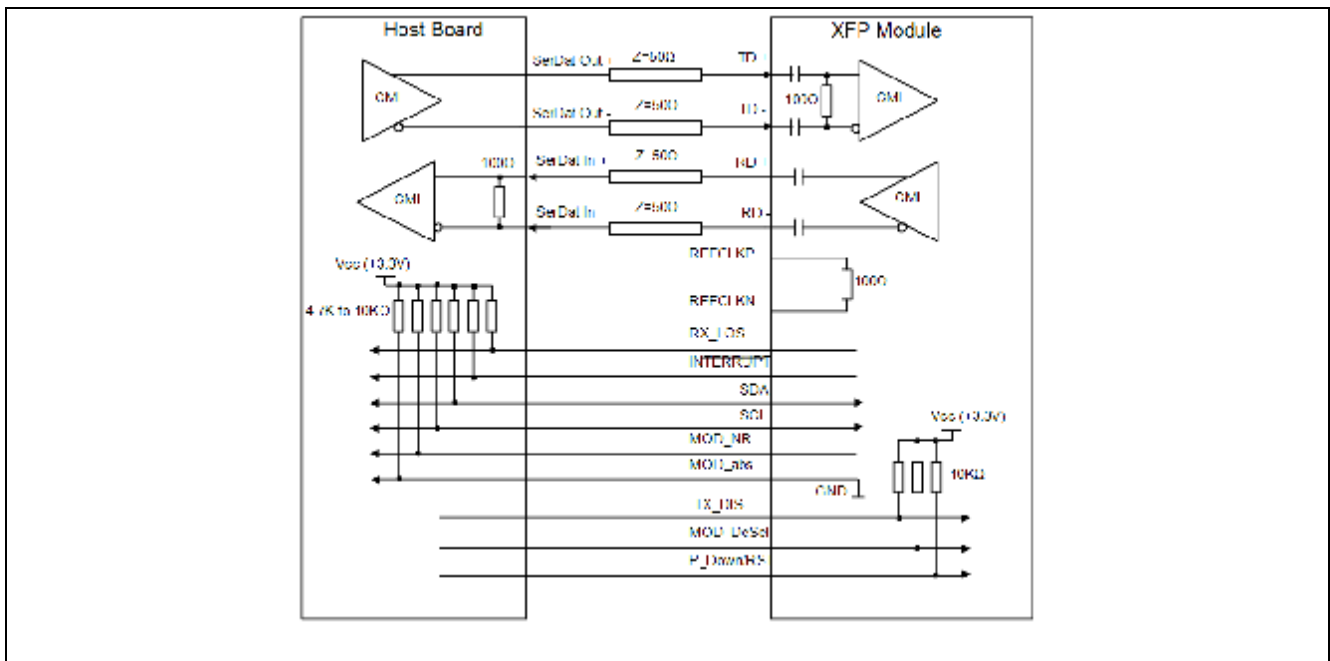 Host Board
XFP Module
SerDat Out +
Z=50Ω
TD +
CML
100Ω
CML
SerDat Out -
Z=50Ω
TD -
100Ω
SerDat In +
Z=50Ω
RD +
CML
CML
SerDat In
Z=50Ω
RD -
REFCLKP
100Ω
Vcc (+3.3V)
4.7K to 10KΩ
REFCLKN
RX_LOS
INTERRUPT
SDA
SCL
Vcc (+3.3V)
MOD_NR
MOD_abs
10KΩ
GND
TX_DIS
MOD_DeSel
P_Down/RS